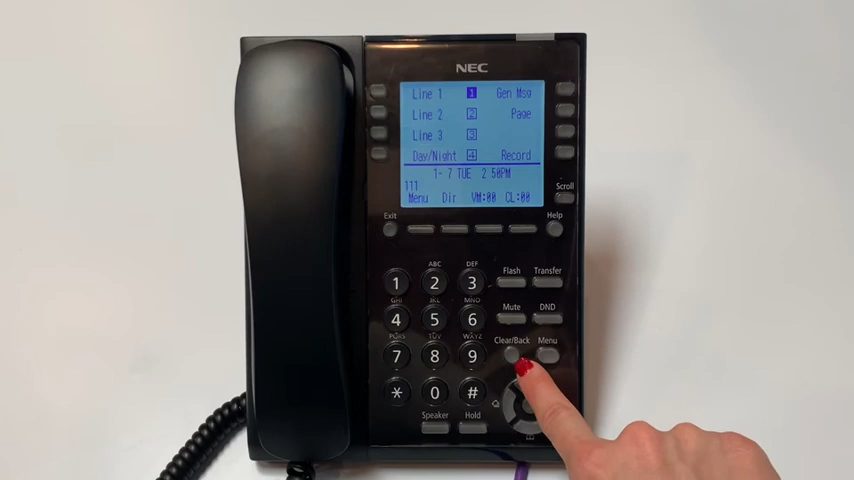 NEC
Line 1 1 Gen Msg
Line 2 2 Page
Line 3 3
Day/Night 4 Record
1- 7 TUE 2 50PM
111
Menu Dir VM:00 CL:00
Scroll
Exit Help
ABC DEF Flash Transfer
1 2 3
GHI JKL MNO Mute DND
4 5 6
PQRS TUV WXYZ Clear/Back Menu
7 8 9
* 0 #
Speaker Hold